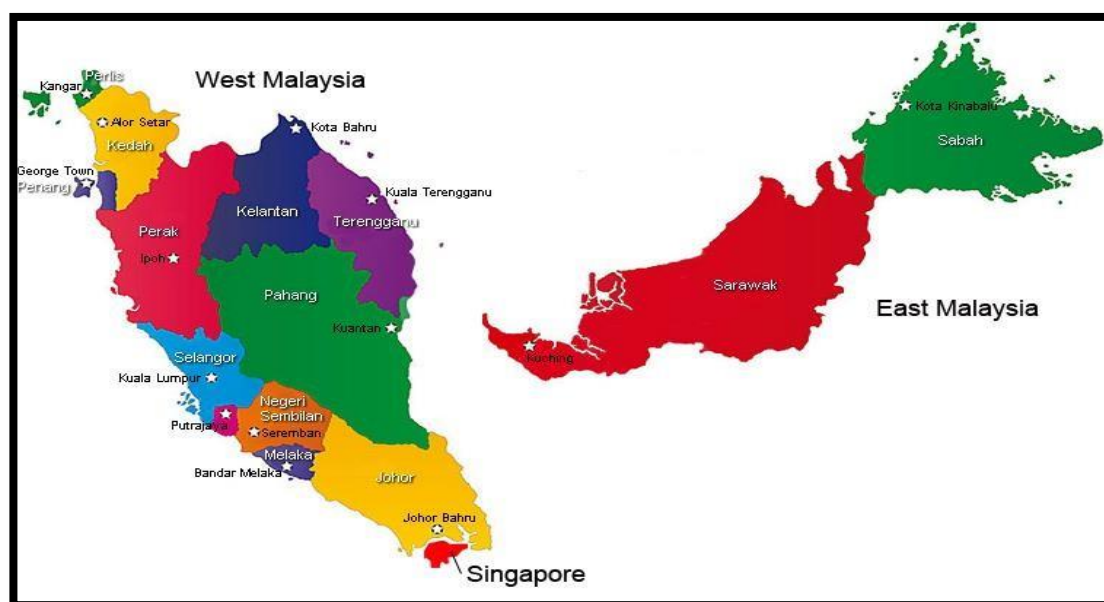 Perlis
Kangar
West Malaysia
Alor Setar
Kedah
Kota Bahru
Kota Kinabalu
Sabah
George Town
Penang
Kuala Terengganu
Kelantan
Terengganu
Perak
Ipoh
Pahang
Sarawak
East Malaysia
Kuantan
Kuching
Selangor
Kuala Lumpur
Negeri
Sembilan
Putrajaya
Seremban
Melaka
Bandar Melaka
Johor
Johor Bahru
Singapore